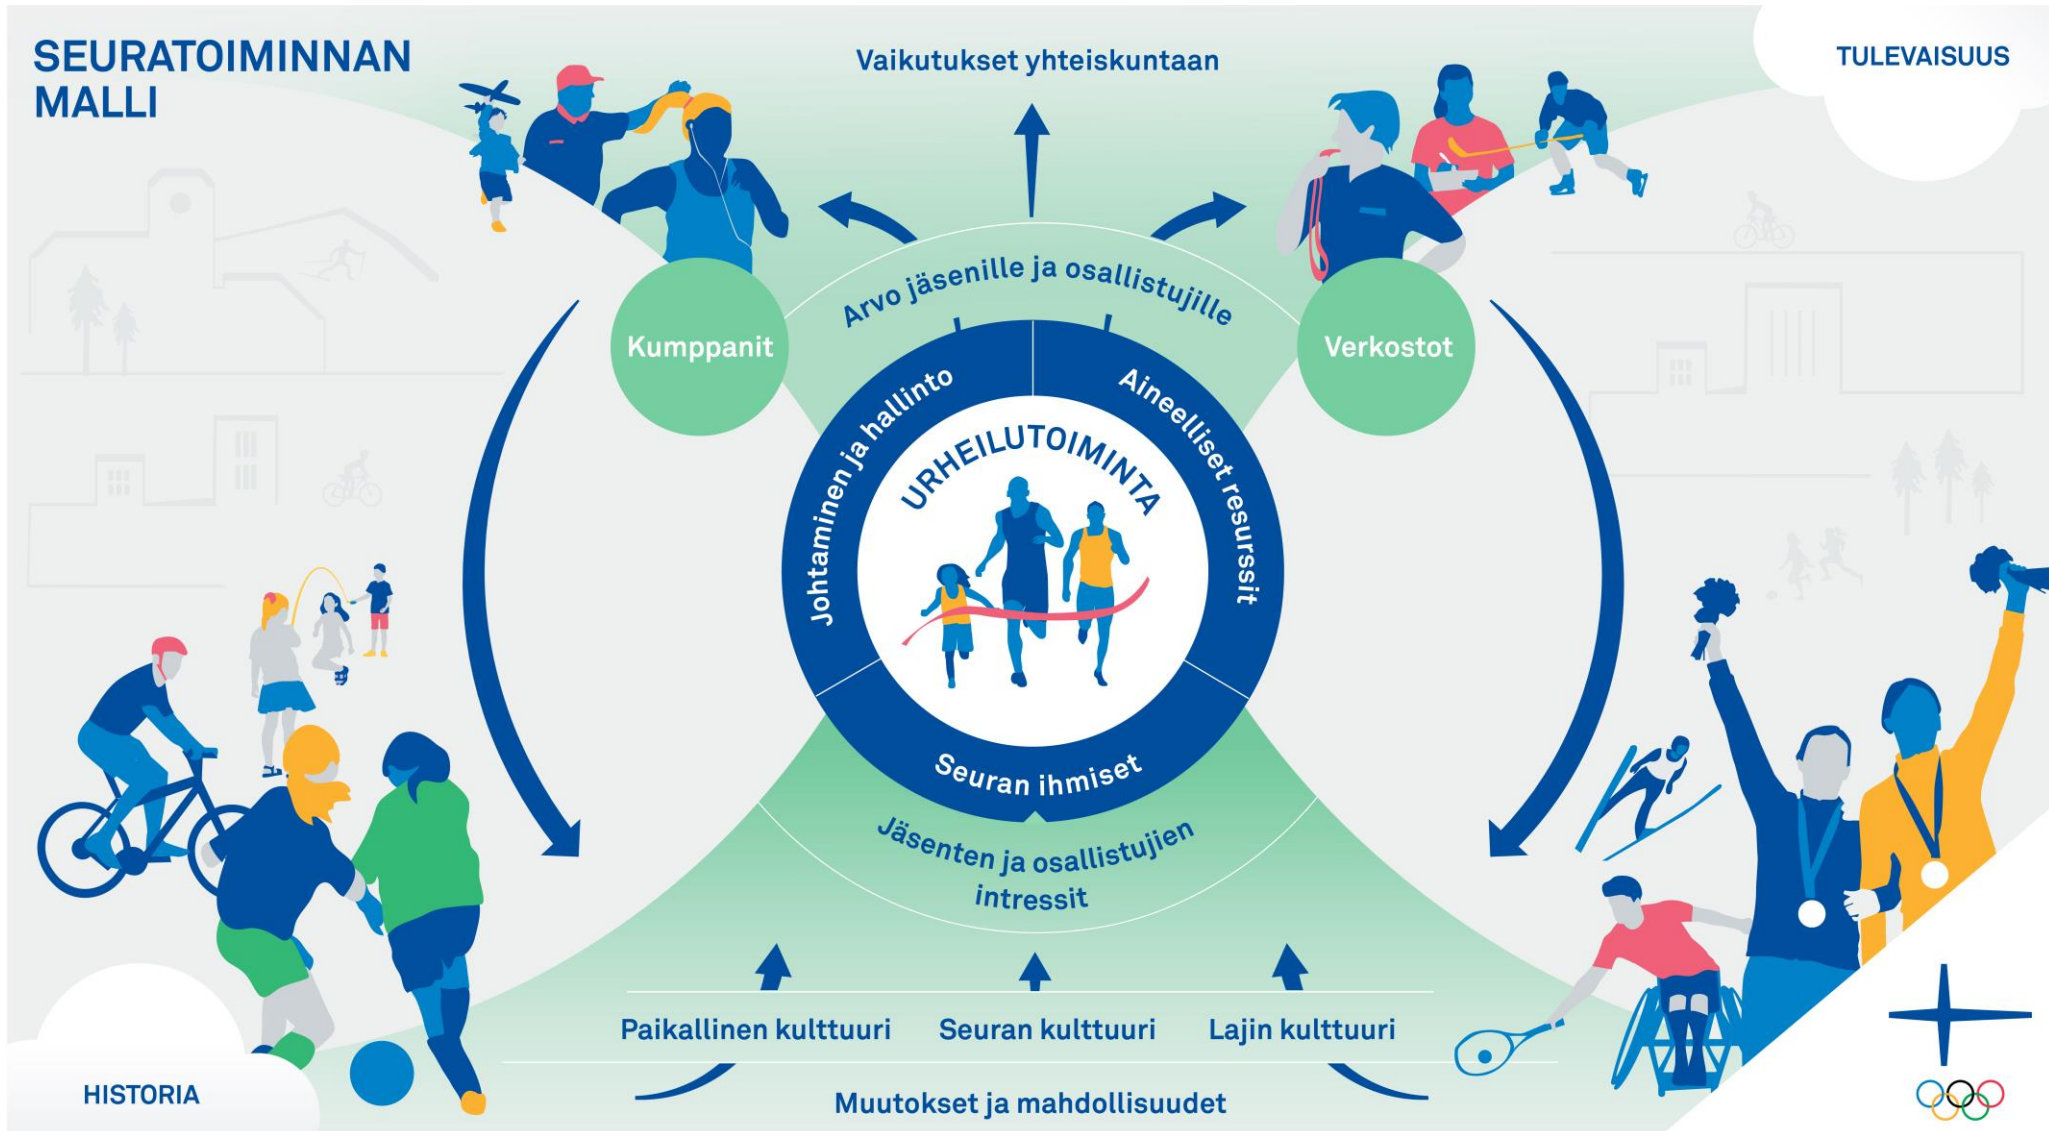 SEURATOIMINNAN
MALLI
Vaikutukset yhteiskuntaan
TULEVAISUUS
Arvo jäsenille ja osallistujille
Kumppanit
Verkostot
Johtaminen ja hallinto
Aineelliset resurssit
URHEILUTOIMINTA
Seuran ihmiset
Jäsenten ja osallistujien
intressit
Paikallinen kulttuuri
Seuran kulttuuri
Lajin kulttuuri
HISTORIA
Muutokset ja mahdollisuudet